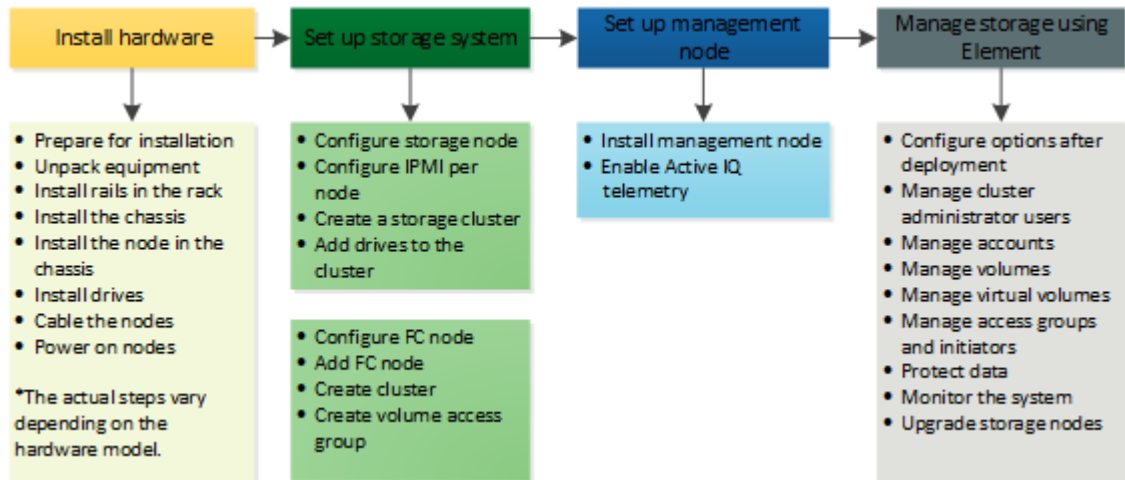 Install hardware
Set up storage system
Set up management
node
Manage storage using
Element
• Prepare for installation
• Unpack equipment
• Install rails in the rack
• Install the chassis
• Install the node in the
chassis
• Install drives
• Cable the nodes
• Power on nodes
*The actual steps vary
depending on the
hardware model.
• Configure storage node
• Configure IPMI per
node
• Create a storage cluster
• Add drives to the
cluster
• Configure FC node
• Add FC node
• Create cluster
• Create volume access
group
• Install management node
• Enable Active IQ
telemetry
• Configure options after
deployment
• Manage cluster
administrator users
• Manage accounts
• Manage volumes
• Manage virtual volumes
• Manage access groups
and initiators
• Protect data
• Monitor the system
• Upgrade storage nodes